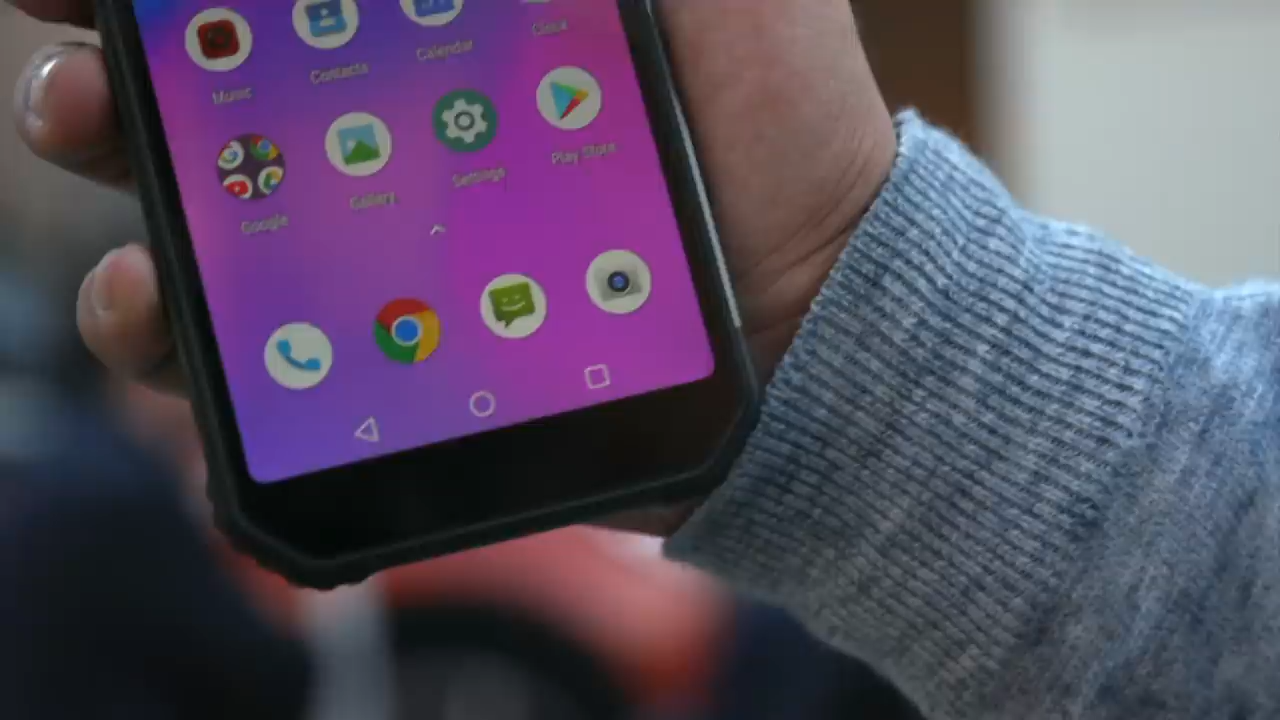 Music
Contacts
Calendar
Clock
Google
Gallery
Settings
Play Store